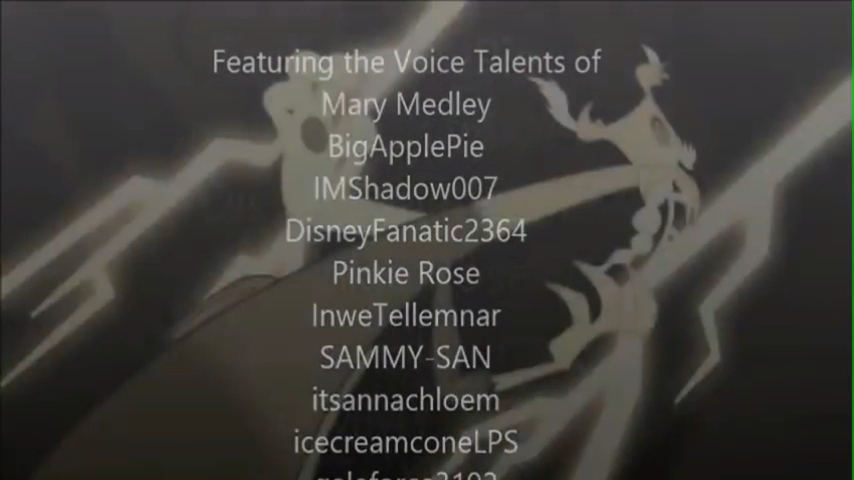 Featuring the Voice Talents of
Mary Medley
BigApplePie
IMShadow007
DisneyFanatic2364
Pinkie Rose
InweTellemnar
SAMMY-SAN
itsannachloem
icecreamconeLPS